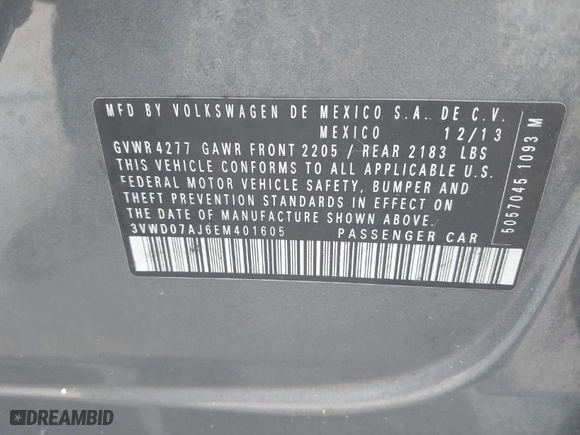 MFD BY VOLKSWAGEN DE MEXICO S.A. DE C.V.
MEXICO 12/13
GVWR 4277 GAWR FRONT 2205 / REAR 2183 LBS
THIS VEHICLE CONFORMS TO ALL APPLICABLE U.S.
FEDERAL MOTOR VEHICLE SAFETY, BUMPER AND
THEFT PREVENTION STANDARDS IN EFFECT ON
THE DATE OF MANUFACTURE SHOWN ABOVE.
3VWD07AJ6EM401605 PASSENGER CAR
5057045 1093 M
DREAMBID